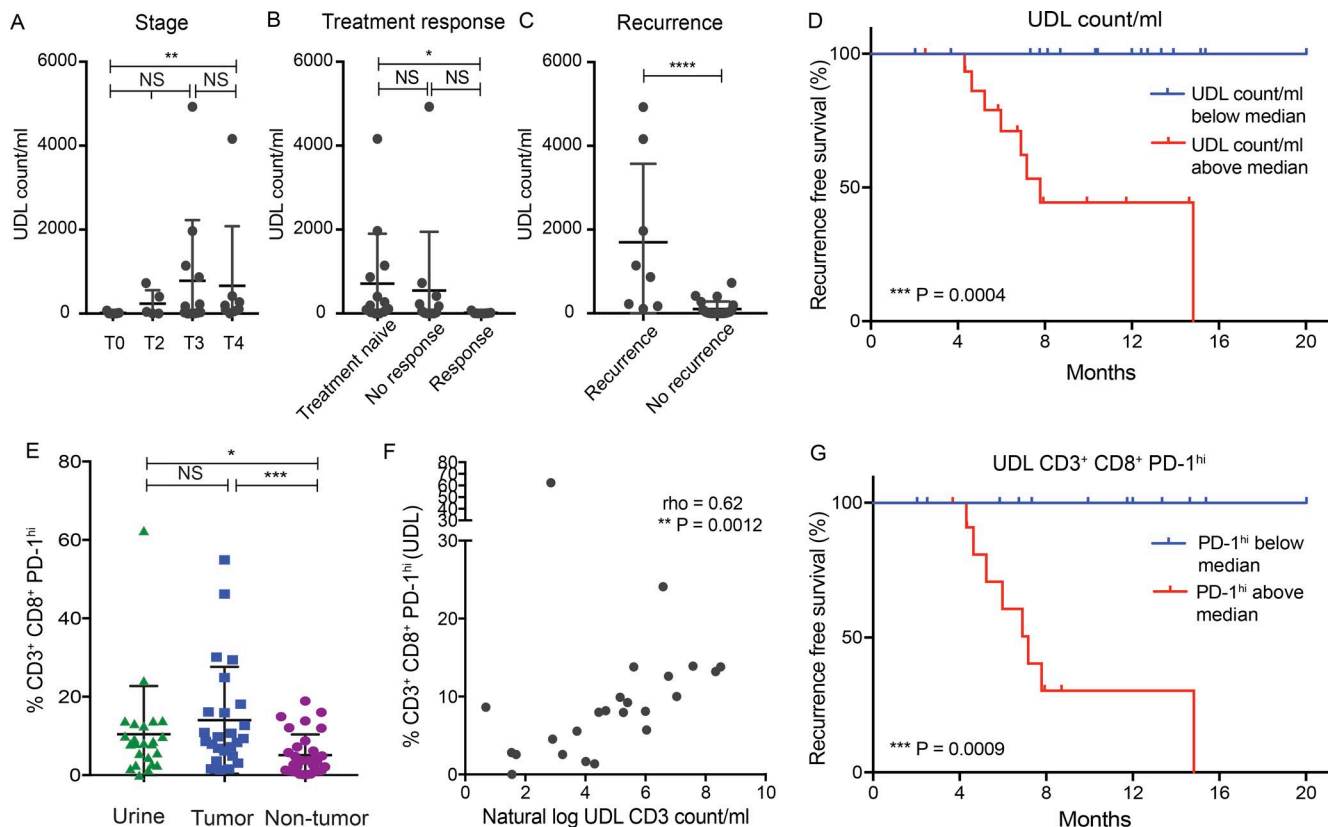 A
Stage
**
NS
NS
6000
4000
2000
0
UDL count/ml
T0 T2 T3 T4
B
Treatment response
*
NS
NS
6000
4000
2000
0
UDL count/ml
Treatment naive
No response
Response
C
Recurrence
****
6000
4000
2000
0
UDL count/ml
Recurrence
No recurrence
D
UDL count/ml
100
50
0
Recurrence free survival (%)
UDL count/ml
below median
UDL count/ml
above median
*** P = 0.0004
0 4 8 12 16 20
Months
E
*
NS
***
80
60
40
20
0
% CD3⁺ CD8⁺ PD-1ʰⁱ
Urine Tumor Non-tumor
F
80
70
60
50
40
30
30
20
10
0
% CD3⁺ CD8⁺ PD-1ʰⁱ (UDL)
rho = 0.62
** P = 0.0012
0 2 4 6 8 10
Natural log UDL CD3 count/ml
G
UDL CD3⁺ CD8⁺ PD-1ʰⁱ
100
50
0
Recurrence free survival (%)
PD-1ʰⁱ below
median
PD-1ʰⁱ above
median
*** P = 0.0009
0 4 8 12 16 20
Months